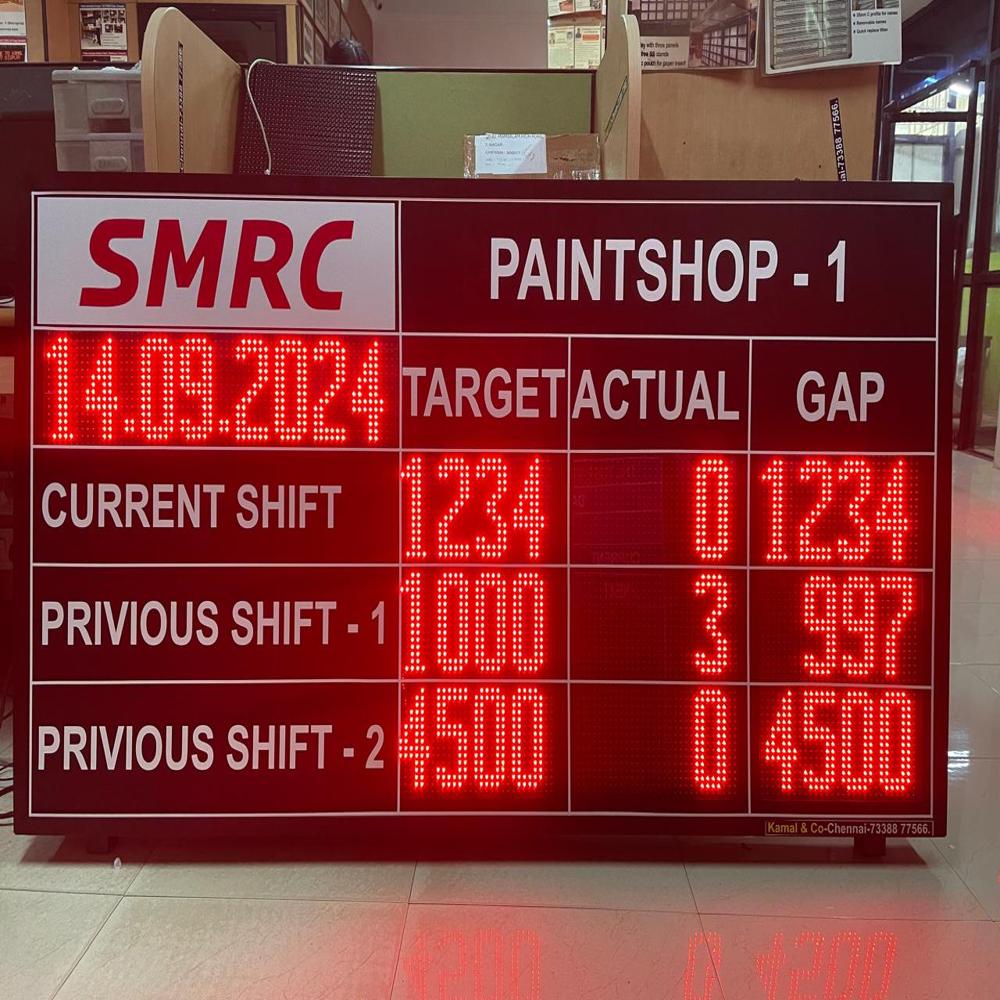 SMRC
PAINTSHOP - 1
14.09.2024 TARGET ACTUAL GAP
CURRENT SHIFT 1234 0 1234
PRIVIOUS SHIFT - 1 1000 3 997
PRIVIOUS SHIFT - 2 4500 0 4500
Kamal & Co-Chennai-73388 77566.